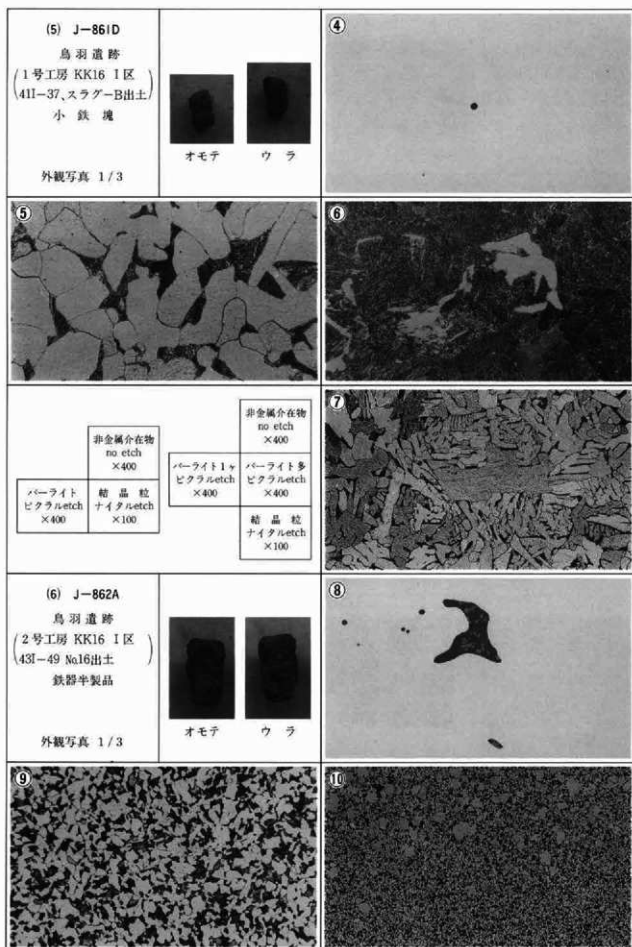 (5) J-861D
鳥羽遺跡
(1号工房 KK16 I区
41I-37、スラグ-B出土)
小鉄塊
外観写真 1/3
オモテ
ウラ
④
⑤
⑥
非金属介在物
no etch
×400
パーライト
ピクラルetch
×400
結晶粒
ナイタルetch
×100
非金属介在物
no etch
×400
パーライト1ヶ
ピクラルetch
×400
パーライト多
ピクラルetch
×400
結晶粒
ナイタルetch
×100
⑦
(6) J-862A
鳥羽遺跡
(2号工房 KK16 I区
43I-49 No.16出土)
鉄器半製品
外観写真 1/3
オモテ
ウラ
⑧
⑨
⑩